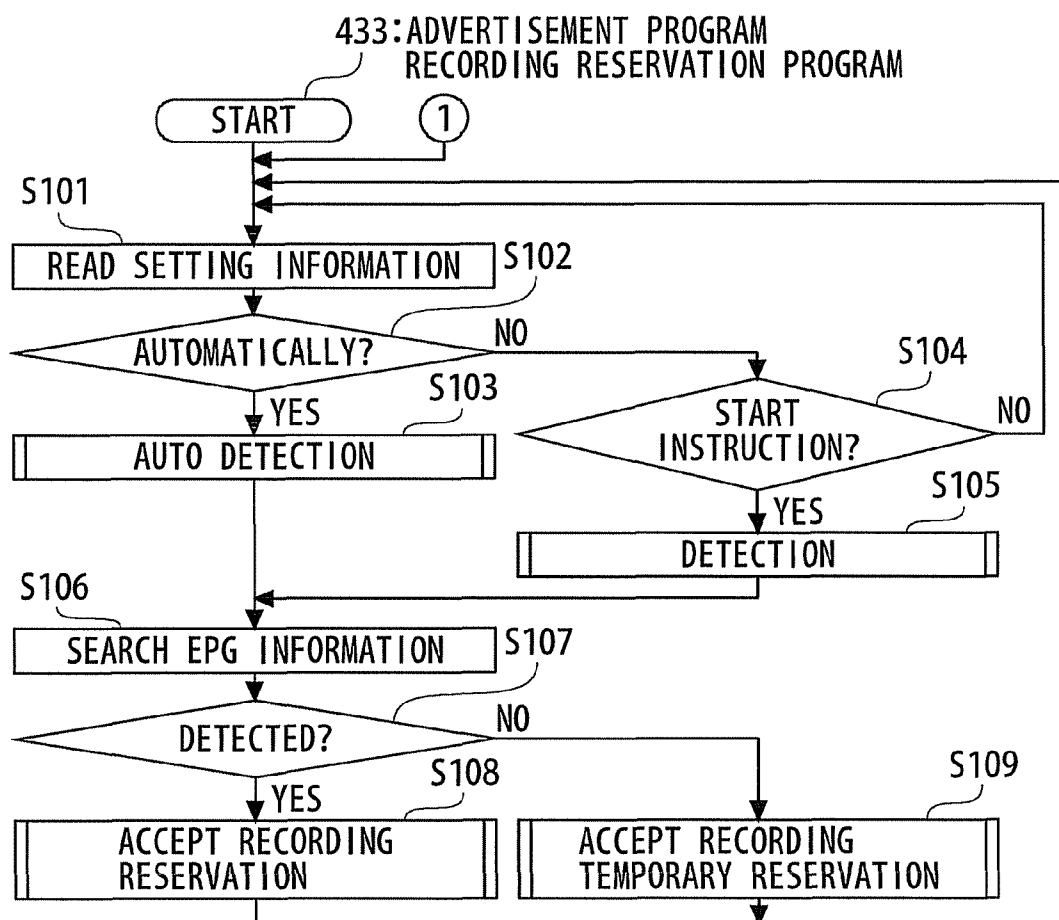 433:ADVERTISEMENT PROGRAM
RECORDING RESERVATION PROGRAM
START
1
S101
READ SETTING INFORMATION
S102
AUTOMATICALLY?
NO
S104
YES
S103
START
INSTRUCTION?
NO
AUTO DETECTION
YES
S105
DETECTION
S106
SEARCH EPG INFORMATION
S107
DETECTED?
NO
YES
S108
S109
ACCEPT RECORDING
RESERVATION
ACCEPT RECORDING
TEMPORARY RESERVATION